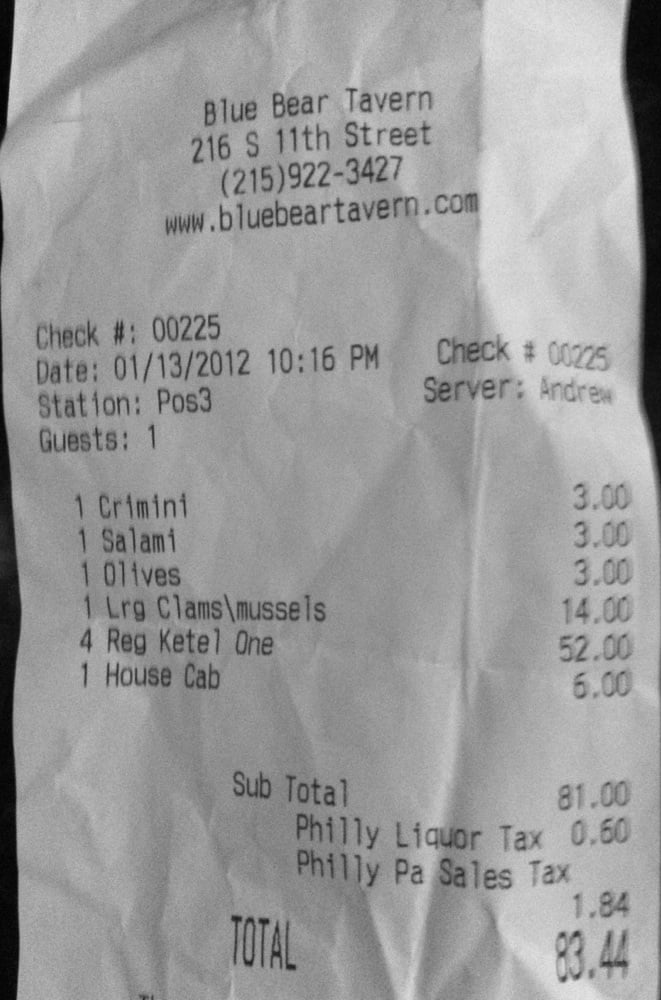 Blue Bear Tavern
216 S 11th Street
(215)922-3427
www.bluebeartavern.com
Check #: 00225
Date: 01/13/2012 10:16 PM Check # 00225
Station: Pos3 Server: Andrew
Guests: 1
1 Crimini 3.00
1 Salami 3.00
1 Olives 3.00
1 Lrg Clams\mussels 14.00
4 Reg Ketel One 52.00
1 House Cab 6.00
Sub Total 81.00
Philly Liquor Tax 0.60
Philly Pa Sales Tax
1.84
TOTAL 83.44